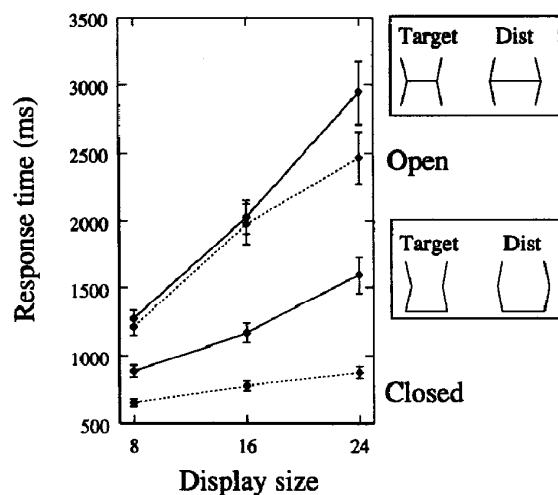 Response time (ms)
3500
3000
2500
2000
1500
1000
500
8 16 24
Display size
Target Dist
Open
Target Dist
Closed